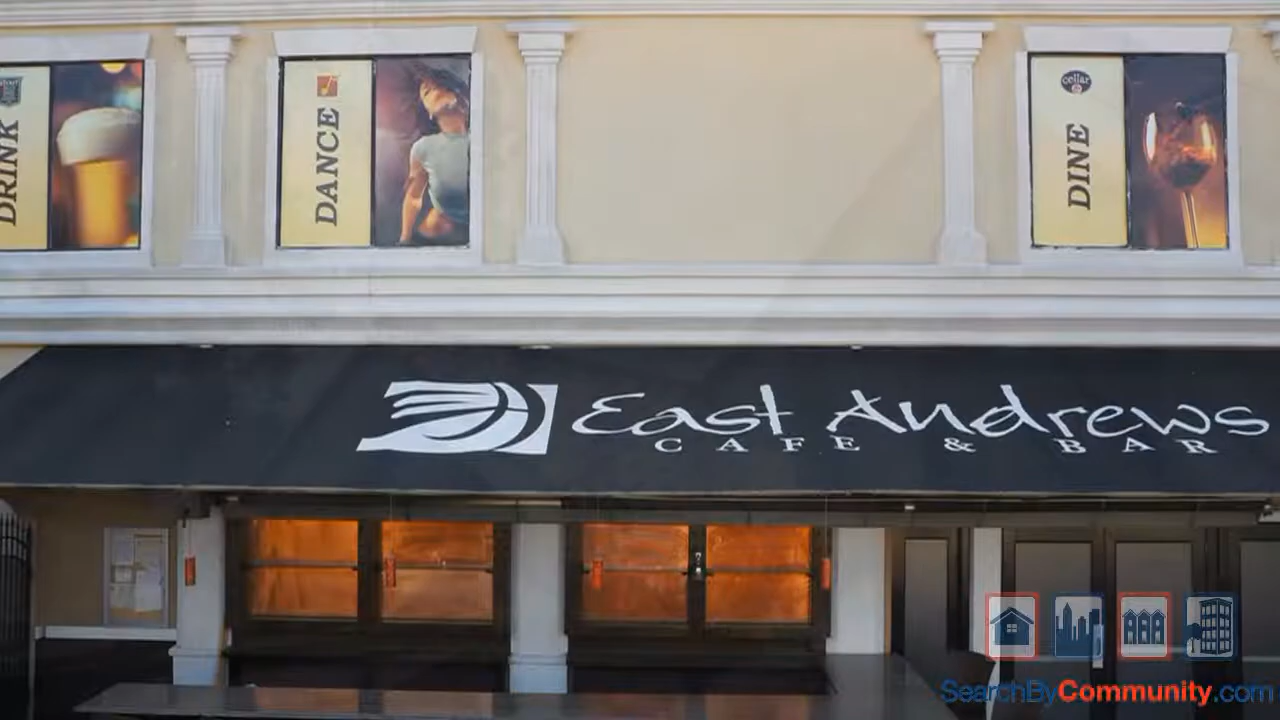 DRINK
DANCE
cellar
DINE
East Andrews
CAFE & BAR
SearchByCommunity.com